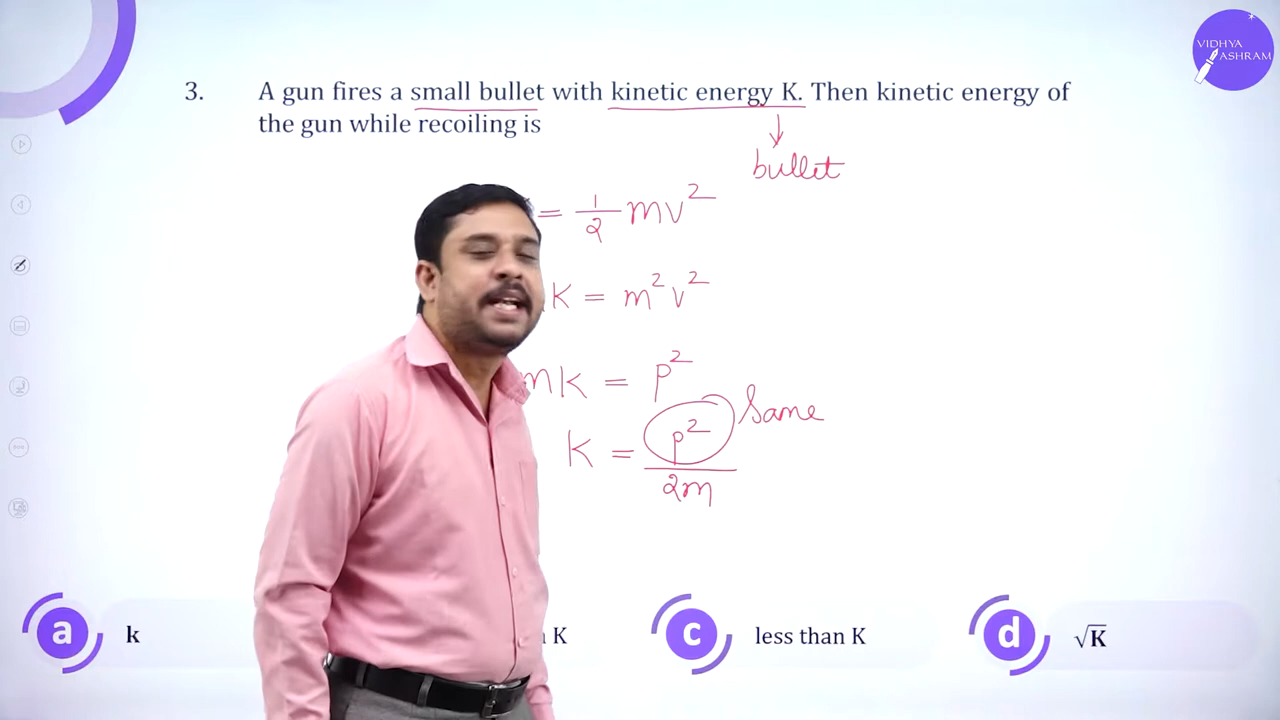 VIDHYA
ASHRAM
3. A gun fires a small bullet with kinetic energy K. Then kinetic energy of
the gun while recoiling is
bullet
= 1/2 mv²
K = m²v²
mK = p²
Same
K = p²/2m
a k
K
c less than K
d √K